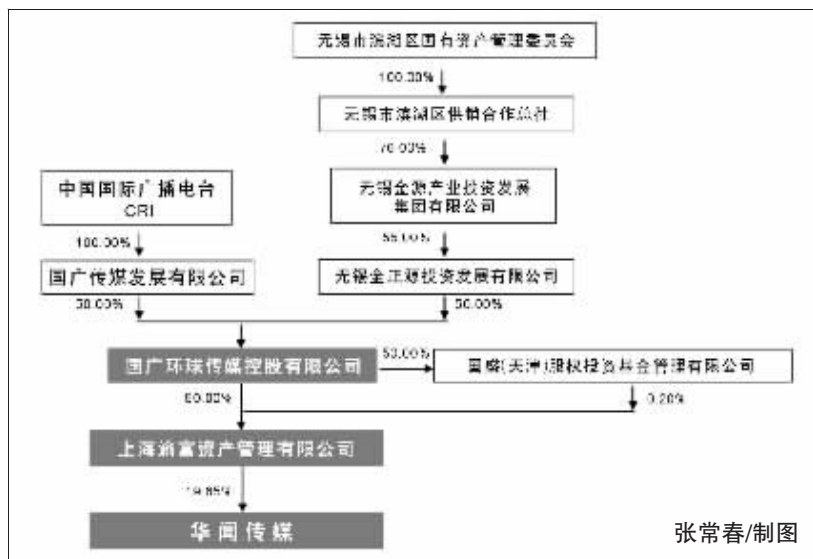 无锡市滨湖区国有资产管理委员会
100.00%
无锡市滨湖区供销合作总社
70.00%
中国国际广播电台
CRI
无锡金源产业投资发展
集团有限公司
100.00%
55.00%
国广传媒发展有限公司
无锡金正源投资发展有限公司
50.00%
50.00%
国广环球传媒控股有限公司
50.00%
国盛(天津)股权投资基金管理有限公司
0.20%
上海渝富资产管理有限公司
19.65%
华闻传媒
张常春/制图